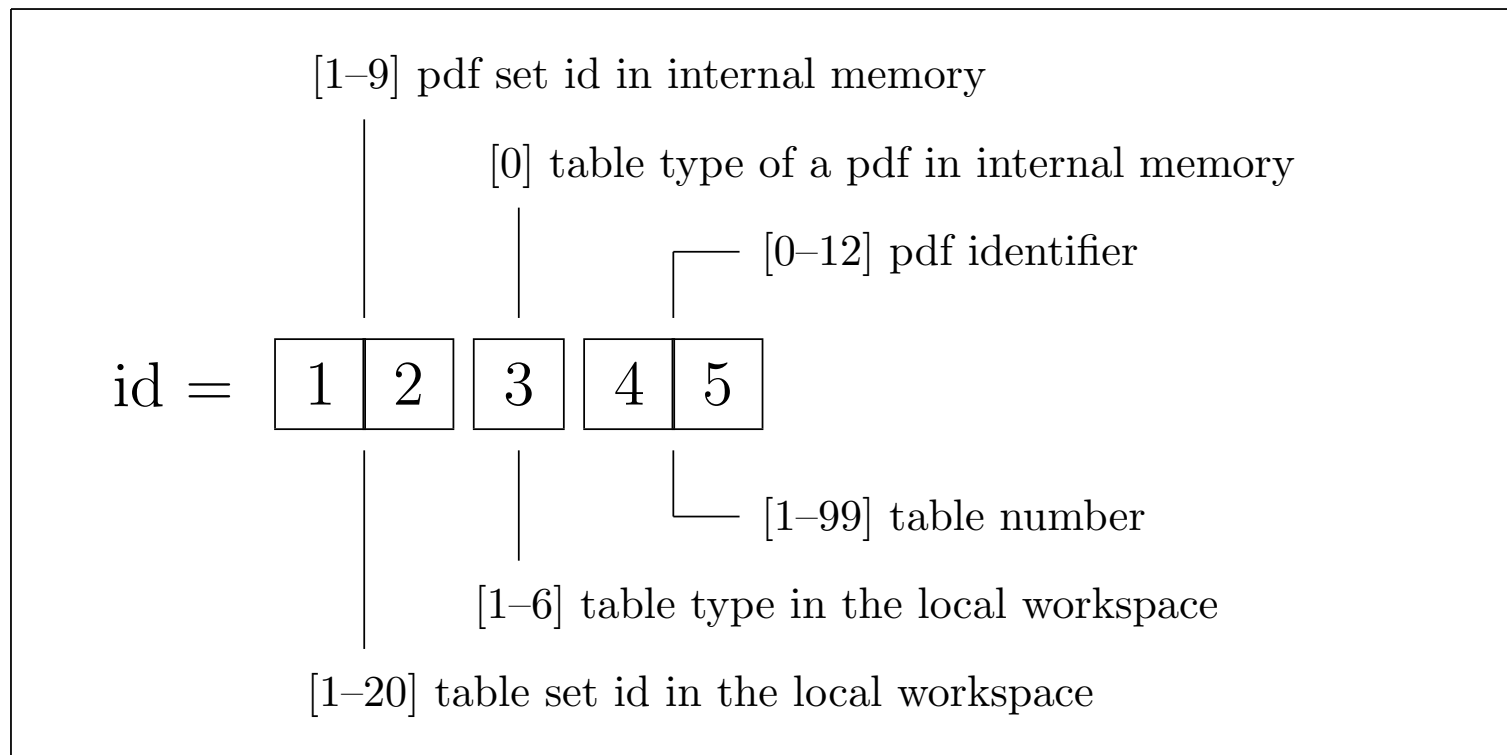 [1–9] pdf set id in internal memory
[0] table type of a pdf in internal memory
[0–12] pdf identifier
id = 1 2 3 4 5
[1–99] table number
[1–6] table type in the local workspace
[1–20] table set id in the local workspace